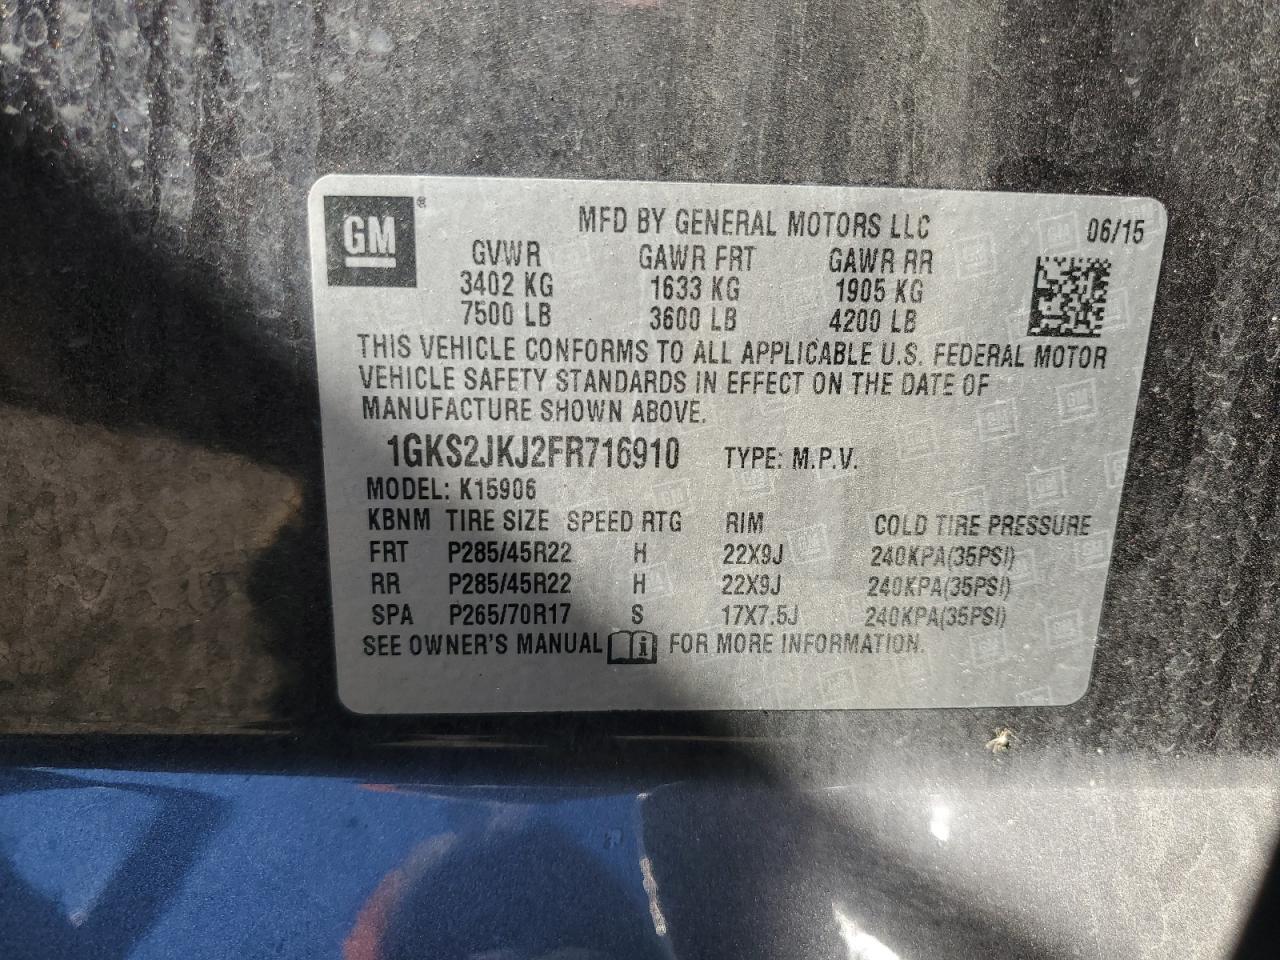 GM ®
MFD BY GENERAL MOTORS LLC 06/15
GVWR GAWR FRT GAWR RR
3402 KG 1633 KG 1905 KG
7500 LB 3600 LB 4200 LB
THIS VEHICLE CONFORMS TO ALL APPLICABLE U.S. FEDERAL MOTOR
VEHICLE SAFETY STANDARDS IN EFFECT ON THE DATE OF
MANUFACTURE SHOWN ABOVE.
1GKS2JKJ2FR716910 TYPE: M.P.V.
MODEL: K15906
KBNM TIRE SIZE SPEED RTG RIM COLD TIRE PRESSURE
FRT P285/45R22 H 22X9J 240KPA(35PSI)
RR P285/45R22 H 22X9J 240KPA(35PSI)
SPA P265/70R17 S 17X7.5J 240KPA(35PSI)
SEE OWNER'S MANUAL i FOR MORE INFORMATION.